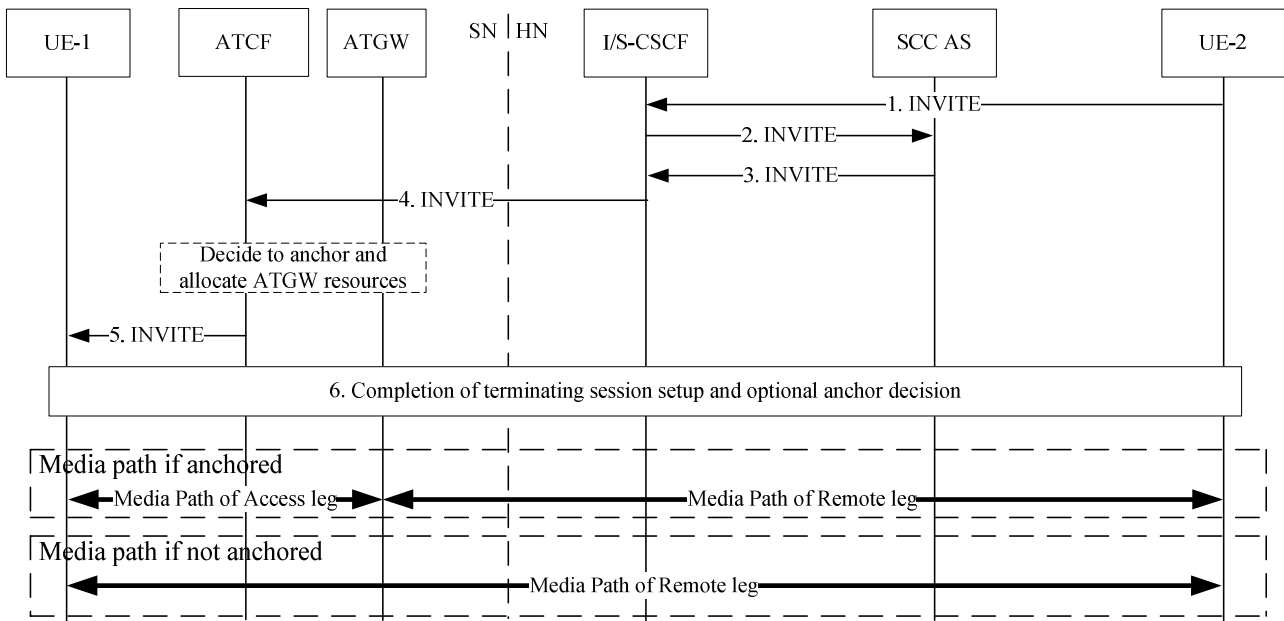 UE-1
ATCF
ATGW
SN
HN
I/S-CSCF
SCC AS
UE-2
1. INVITE
2. INVITE
3. INVITE
4. INVITE
Decide to anchor and
allocate ATGW resources
5. INVITE
6. Completion of terminating session setup and optional anchor decision
Media path if anchored
Media Path of Access leg
Media Path of Remote leg
Media path if not anchored
Media Path of Remote leg